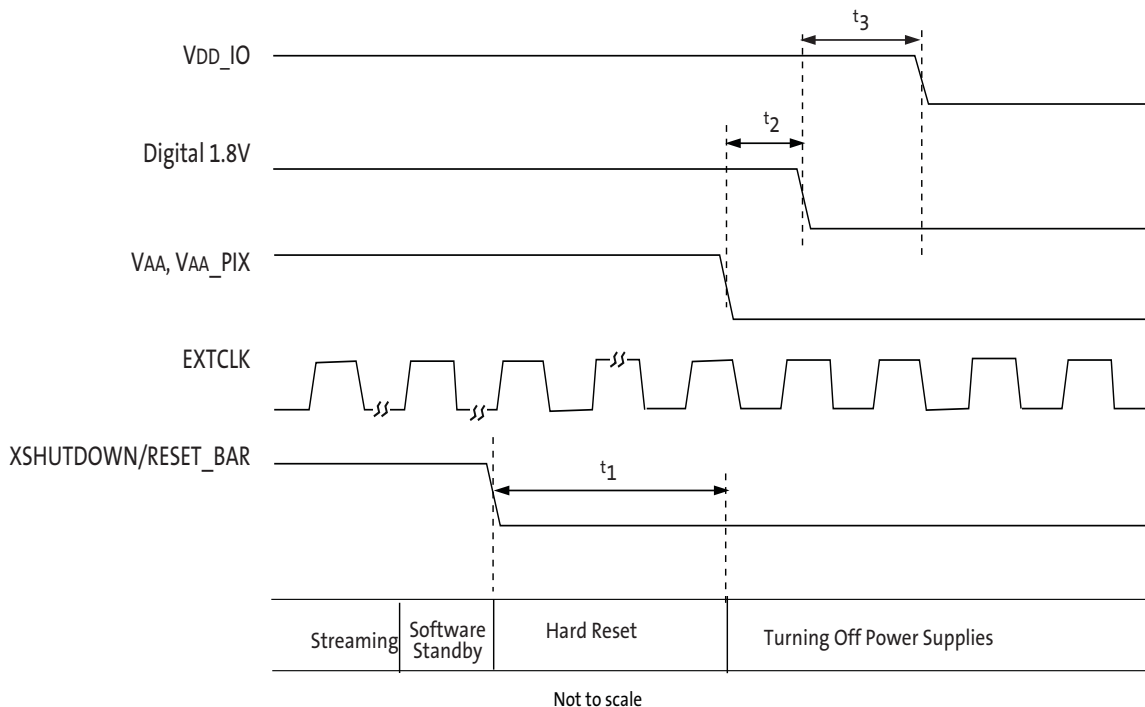 t3
VDD_IO
t2
Digital 1.8V
VAA, VAA_PIX
EXTCLK
XSHUTDOWN/RESET_BAR
t1
Streaming
Software
Standby
Hard Reset
Turning Off Power Supplies
Not to scale